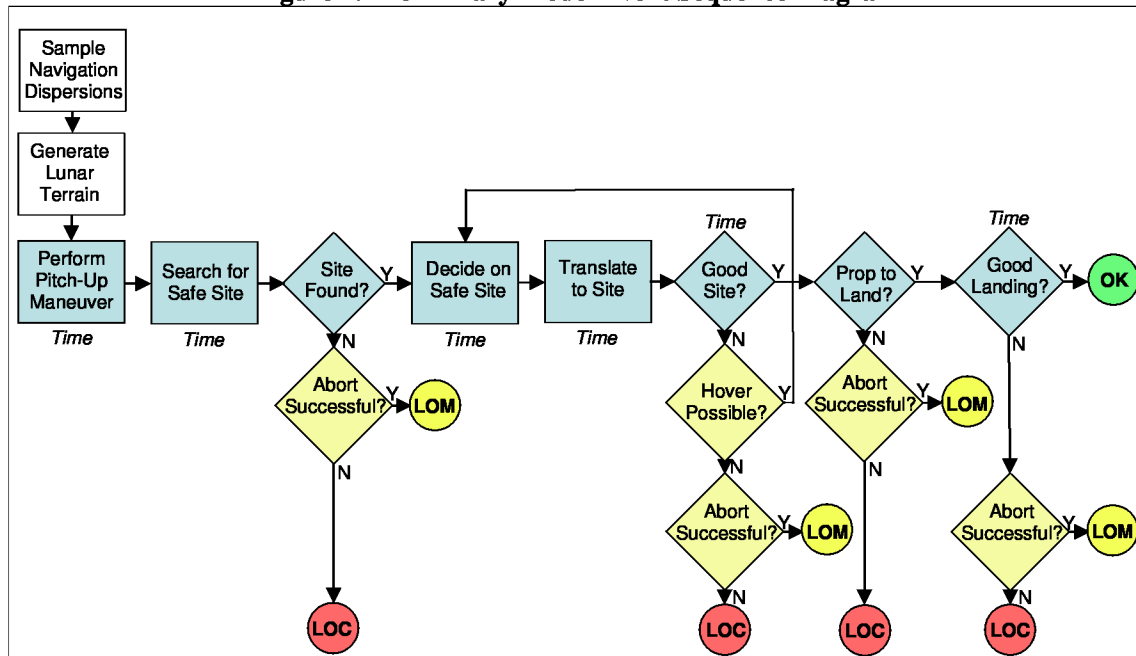 Sample
Navigation
Dispersions
Generate
Lunar
Terrain
Perform
Pitch-Up
Maneuver
Time
Search for
Safe Site
Time
Site
Found?
Y
N
Abort
Successful?
Y
LOM
N
LOC
Decide on
Safe Site
Time
Translate
to Site
Time
Time
Good
Site?
Y
N
Hover
Possible?
Y
N
Abort
Successful?
Y
LOM
N
LOC
Prop to
Land?
Y
N
Abort
Successful?
Y
LOM
N
LOC
Time
Good
Landing?
Y
OK
N
Abort
Successful?
Y
LOM
N
LOC